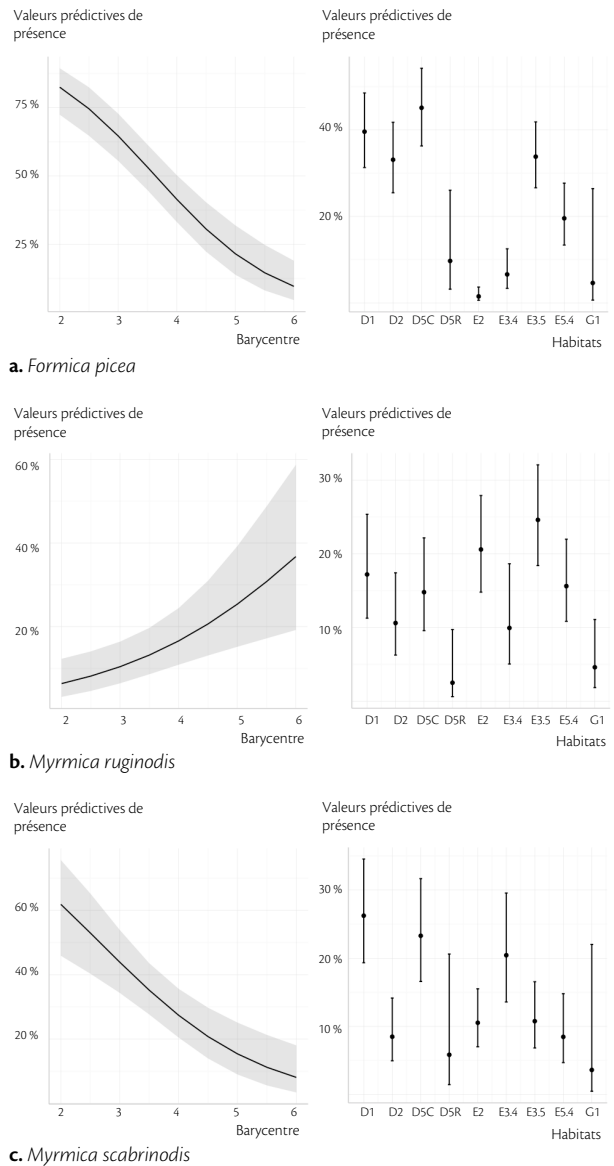 Valeurs prédictives de
présence
75 %
50 %
25 %
2 3 4 5 6
Barycentre
Valeurs prédictives de
présence
40 %
20 %
D1 D2 D5C D5R E2 E3.4 E3.5 E5.4 G1
Habitats
a. Formica picea
Valeurs prédictives de
présence
60 %
40 %
20 %
2 3 4 5 6
Barycentre
Valeurs prédictives de
présence
30 %
20 %
10 %
D1 D2 D5C D5R E2 E3.4 E3.5 E5.4 G1
Habitats
b. Myrmica ruginodis
Valeurs prédictives de
présence
60 %
40 %
20 %
2 3 4 5 6
Barycentre
Valeurs prédictives de
présence
30 %
20 %
10 %
D1 D2 D5C D5R E2 E3.4 E3.5 E5.4 G1
Habitats
c. Myrmica scabrinodis